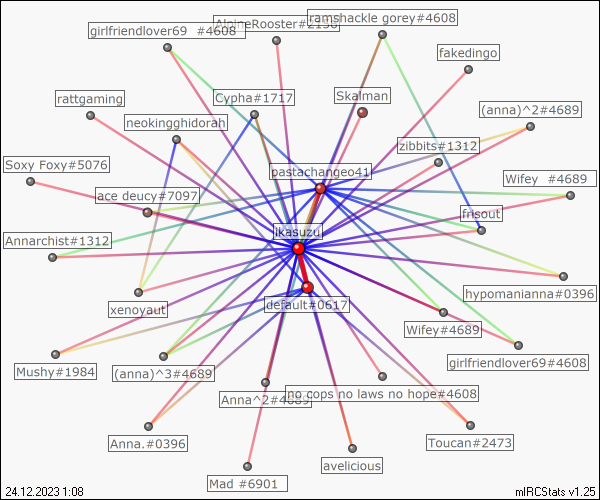 AlpineRooster#2156
ramshackle gorey#4608
girlfriendlover69  #4608
fakedingo
rattgaming
Cypha#1717
Skalman
(anna)^2#4689
neokingghidorah
zibbits#1312
Soxy Foxy#5076
pastachangeo41
Wifey  #4689
ace deucy#7097
frisout
ikasuzu
Annarchist#1312
hypomanianna#0396
xenoyaut
default#0617
Wifey#4689
girlfriendlover69#4608
Mushy#1984
(anna)^3#4689
Anna^2#4689
no cops no laws no hope#4608
Anna.#0396
Toucan#2473
avelicious
Mad #6901
24.12.2023 1:08
mIRCStats v1.25